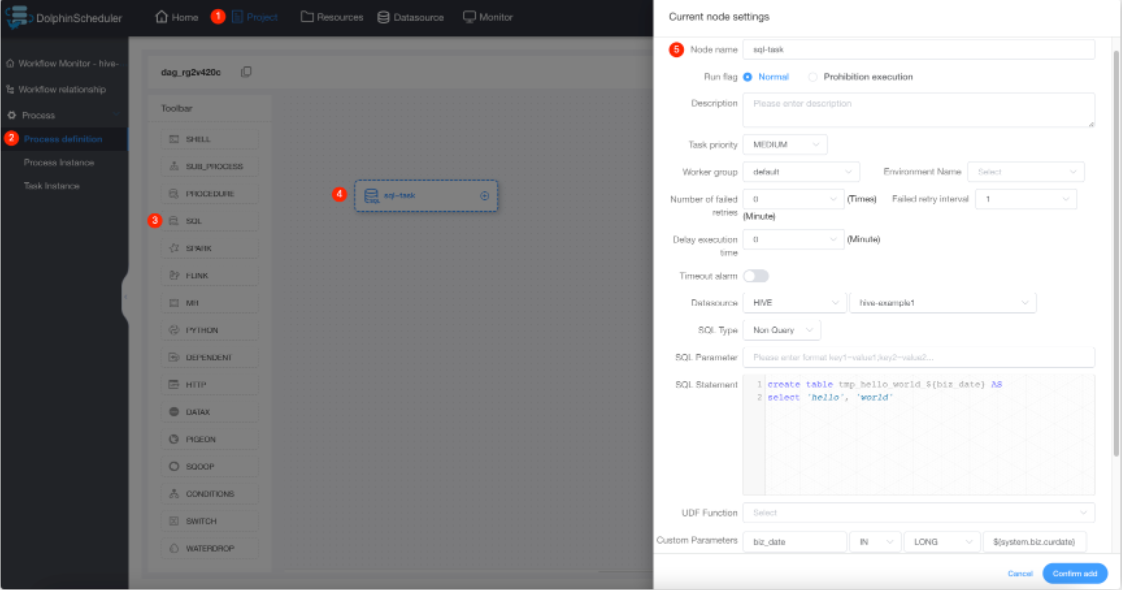 DolphinScheduler
Home
1
Project
Resources
Datasource
Monitor
Workflow Monitor - hive-
Workflow relationship
Process
2
Process definition
Process Instance
Task Instance
dag_rg2v420c
Toolbar
SHELL
SUB_PROCESS
PROCEDURE
3
SQL
SPARK
FLINK
MR
PYTHON
DEPENDENT
HTTP
DATAX
PIGEON
SQOOP
CONDITIONS
SWITCH
WATERDROP
4
SQL
sql-task
Current node settings
5
Node name
sql-task
Run flag
Normal
Prohibition execution
Description
Please enter description
Task priority
MEDIUM
Worker group
default
Environment Name
Select
Number of failed
retries
0
(Times)
Failed retry interval
1
(Minute)
Delay execution
time
0
(Minute)
Timeout alarm
Datasource
HIVE
hive-example1
SQL Type
Non Query
SQL Parameter
Please enter format key1=value1;key2=value2...
SQL Statement
1 create table tmp_hello_world_${biz_date} AS
2 select 'hello', 'world'
UDF Function
Select
Custom Parameters
biz_date
IN
LONG
${system.biz.curdate}
Cancel
Confirm add